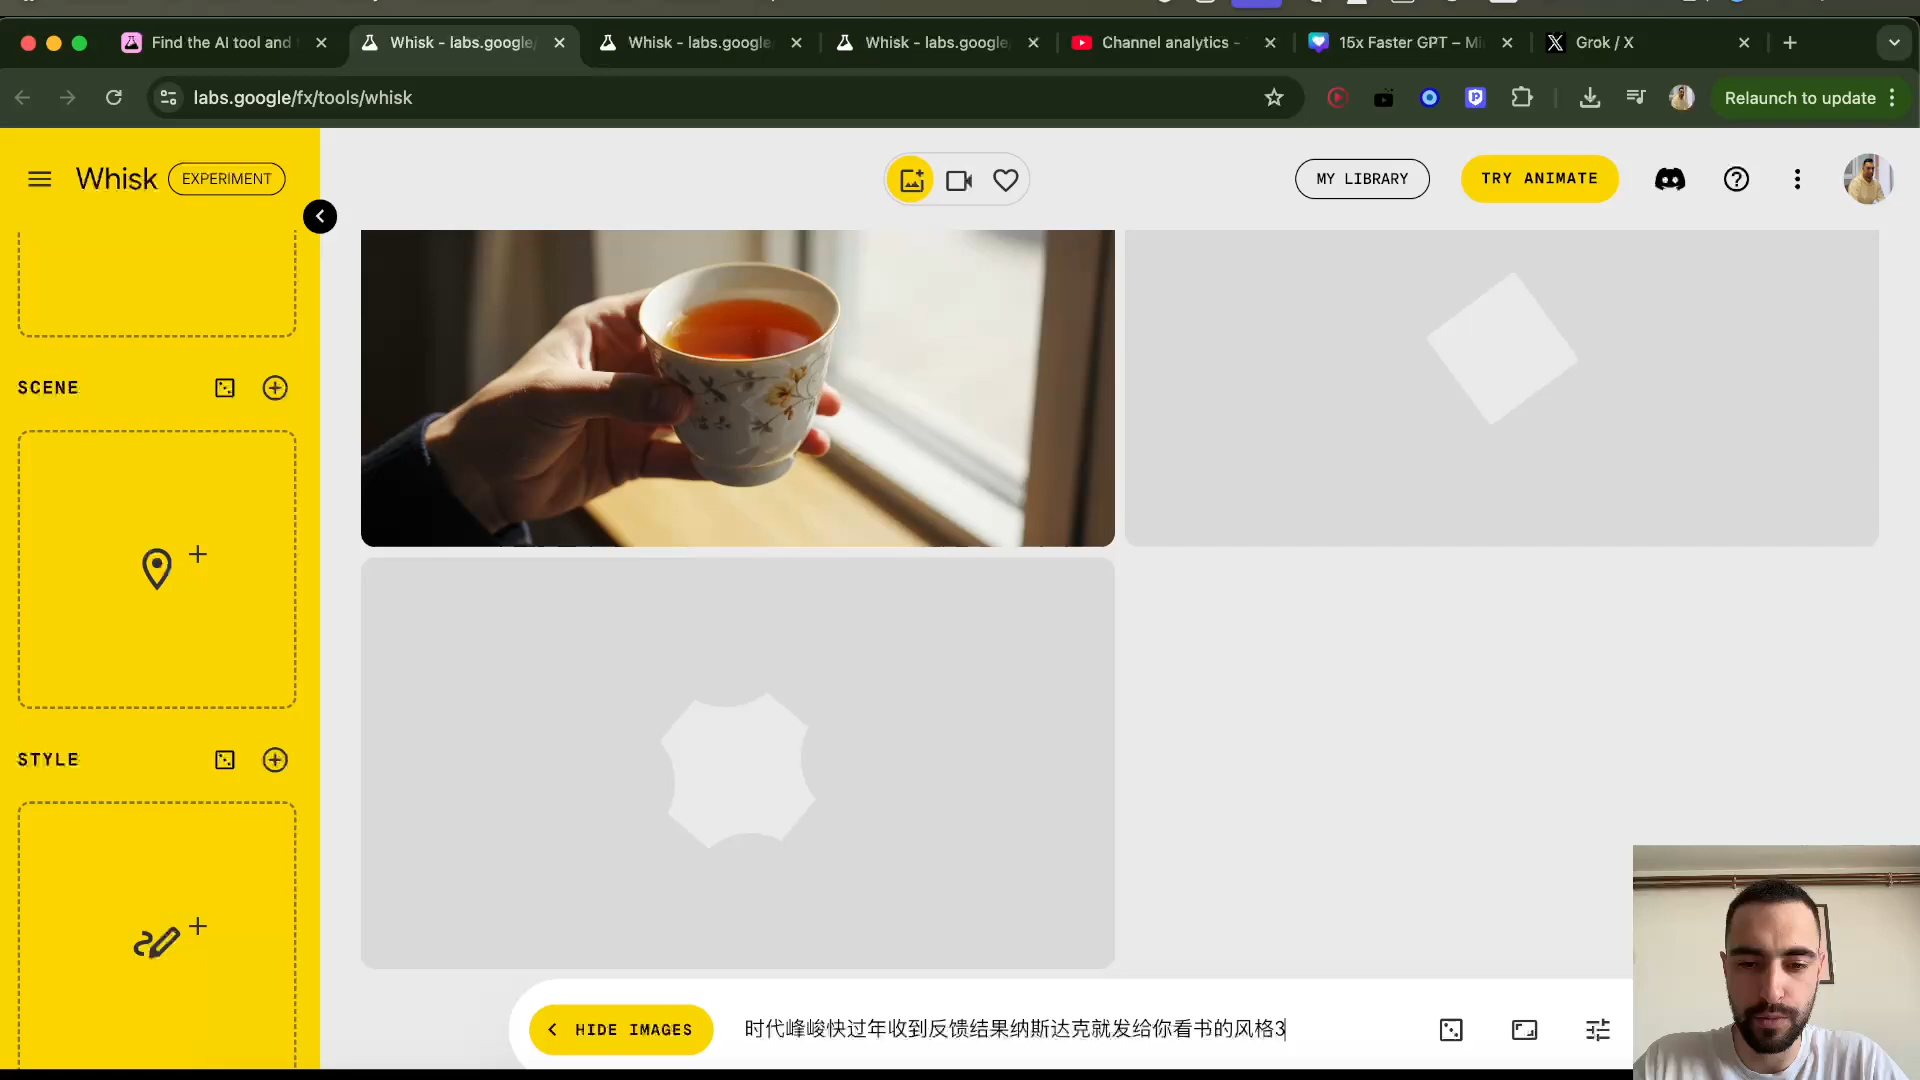 Find the AI tool and
Whisk - labs.google/
Whisk - labs.google
Whisk - labs.google
Channel analytics -
15x Faster GPT – Mi
Grok / X
labs.google/fx/tools/whisk
Relaunch to update
Whisk
EXPERIMENT
MY LIBRARY
TRY ANIMATE
SCENE
STYLE
HIDE IMAGES
时代峰峻快过年收到反馈结果纳斯达克就发给你看书的风格3